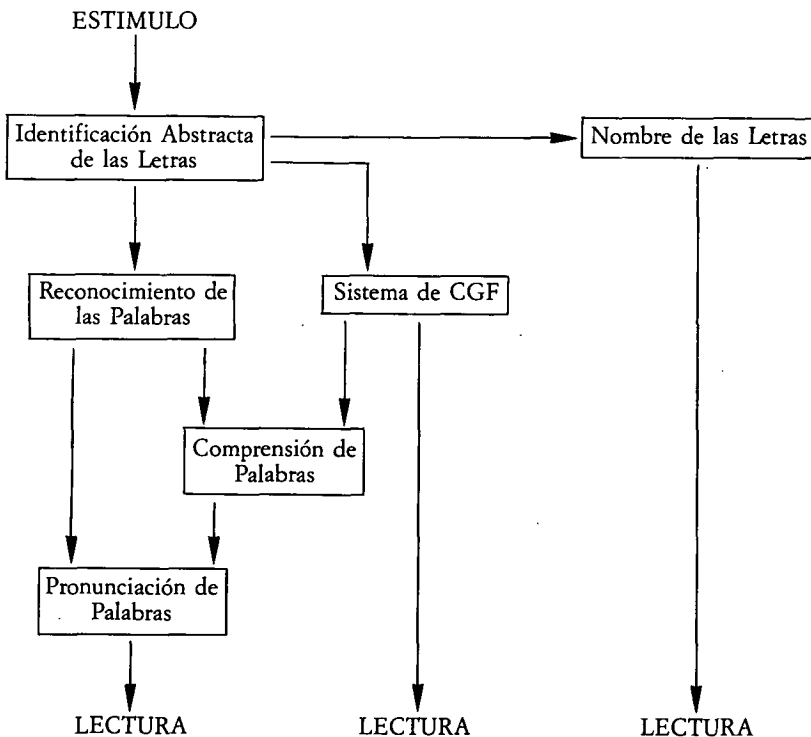 ESTIMULO
Identificación Abstracta
de las Letras
Nombre de las Letras
Reconocimiento de
las Palabras
Sistema de CGF
Comprensión de
Palabras
Pronunciación de
Palabras
LECTURA
LECTURA
LECTURA